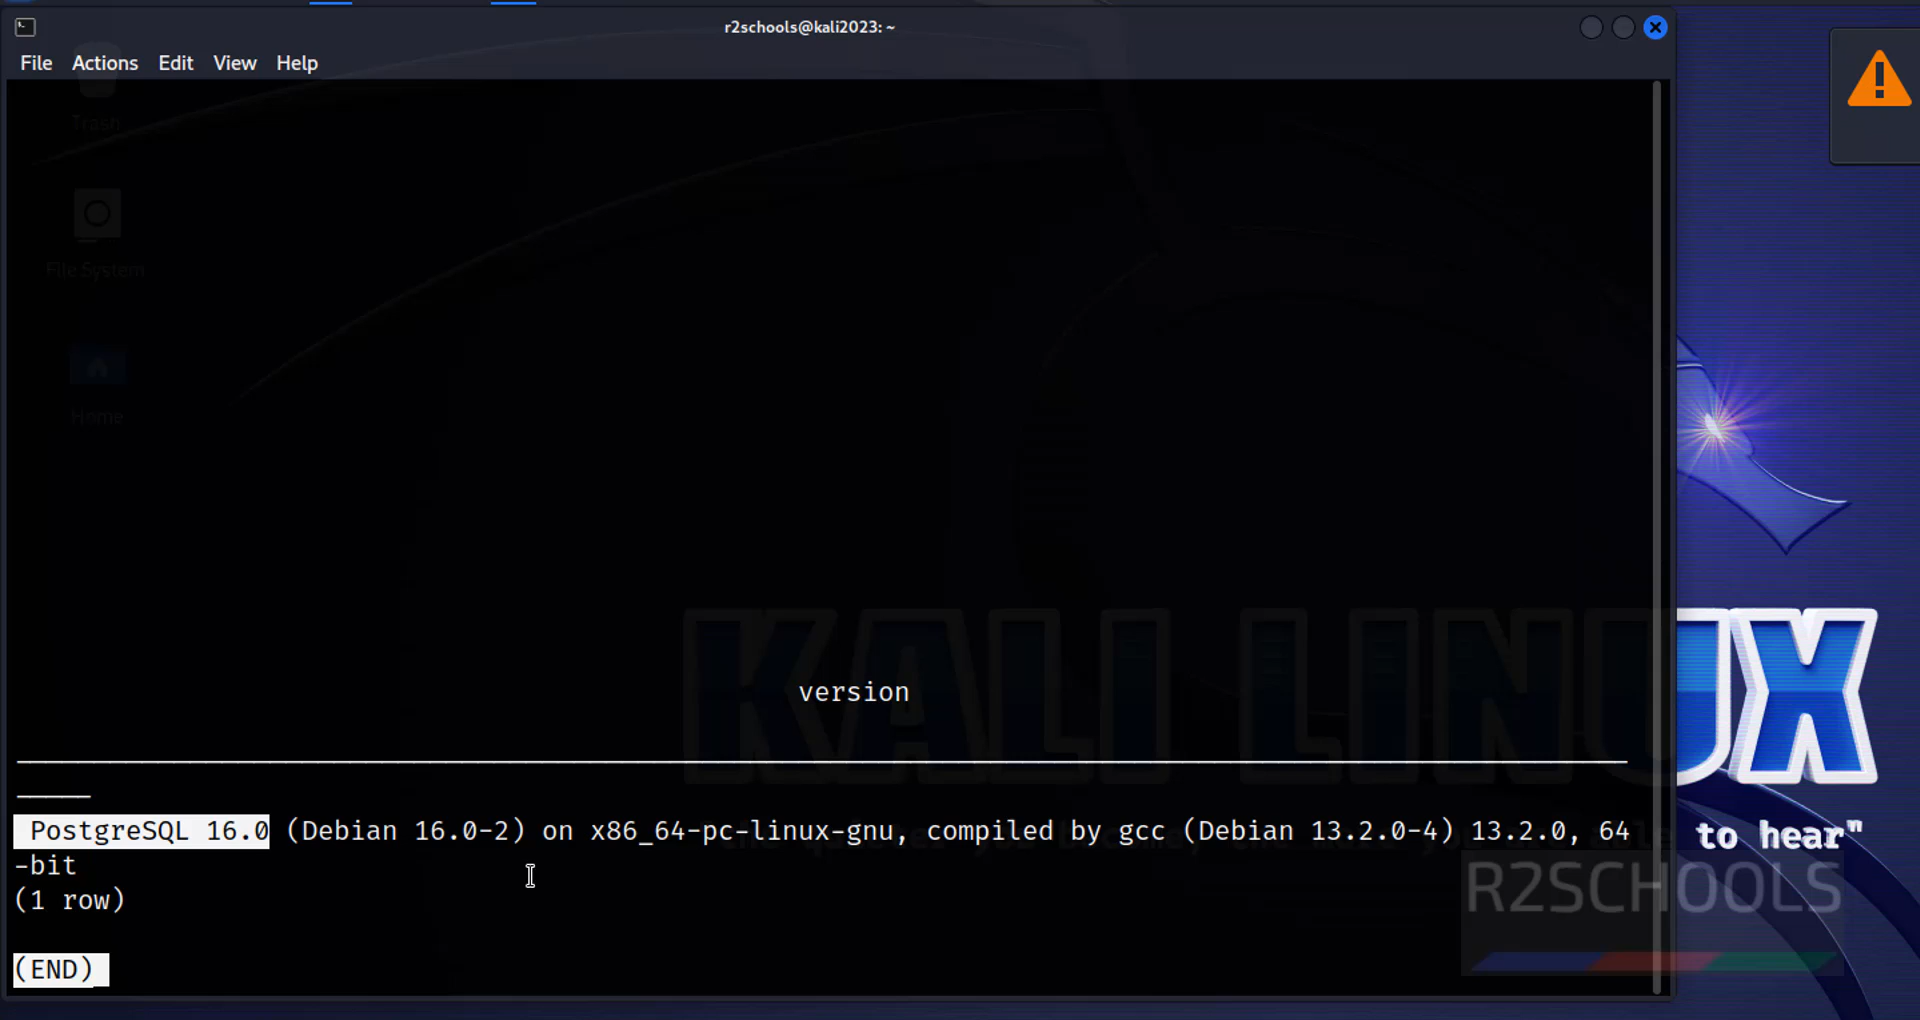 r2schools@kali2023: ~
File Actions Edit View Help
Trash
File System
Home
KALI LINUX
version
PostgreSQL 16.0 (Debian 16.0-2) on x86_64-pc-linux-gnu, compiled by gcc (Debian 13.2.0-4) 13.2.0, 64
-bit
to hear"
(1 row)
R2SCHOOLS
(END)